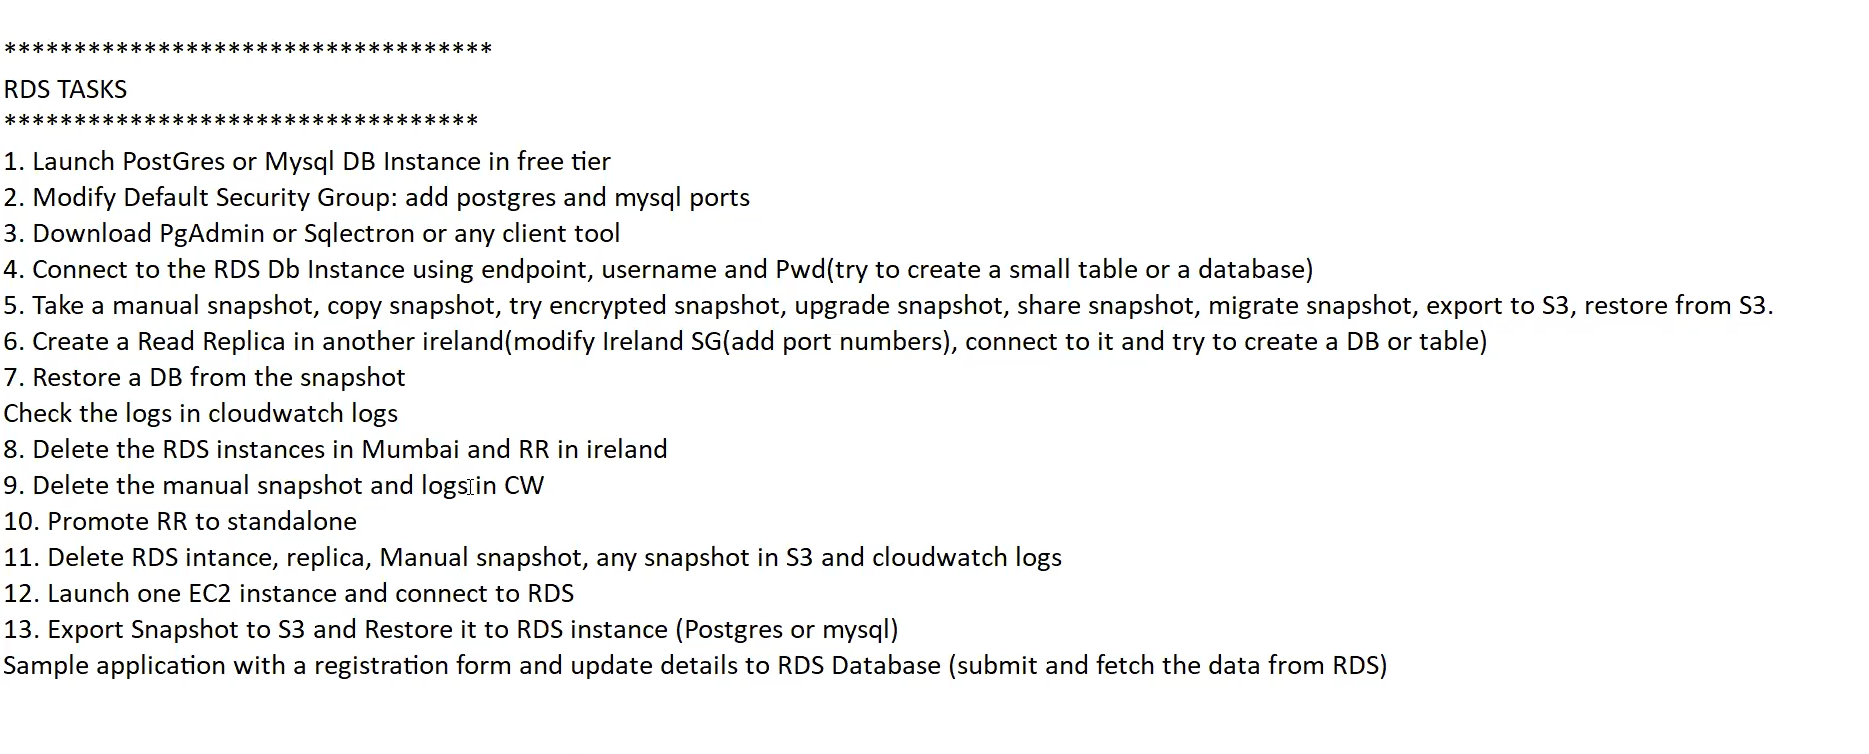 ***********************************
RDS TASKS
**********************************
1. Launch PostGres or Mysql DB Instance in free tier
2. Modify Default Security Group: add postgres and mysql ports
3. Download PgAdmin or Sqlectron or any client tool
4. Connect to the RDS Db Instance using endpoint, username and Pwd(try to create a small table or a database)
5. Take a manual snapshot, copy snapshot, try encrypted snapshot, upgrade snapshot, share snapshot, migrate snapshot, export to S3, restore from S3.
6. Create a Read Replica in another ireland(modify Ireland SG(add port numbers), connect to it and try to create a DB or table)
7. Restore a DB from the snapshot
Check the logs in cloudwatch logs
8. Delete the RDS instances in Mumbai and RR in ireland
9. Delete the manual snapshot and logs in CW
10. Promote RR to standalone
11. Delete RDS intance, replica, Manual snapshot, any snapshot in S3 and cloudwatch logs
12. Launch one EC2 instance and connect to RDS
13. Export Snapshot to S3 and Restore it to RDS instance (Postgres or mysql)
Sample application with a registration form and update details to RDS Database (submit and fetch the data from RDS)